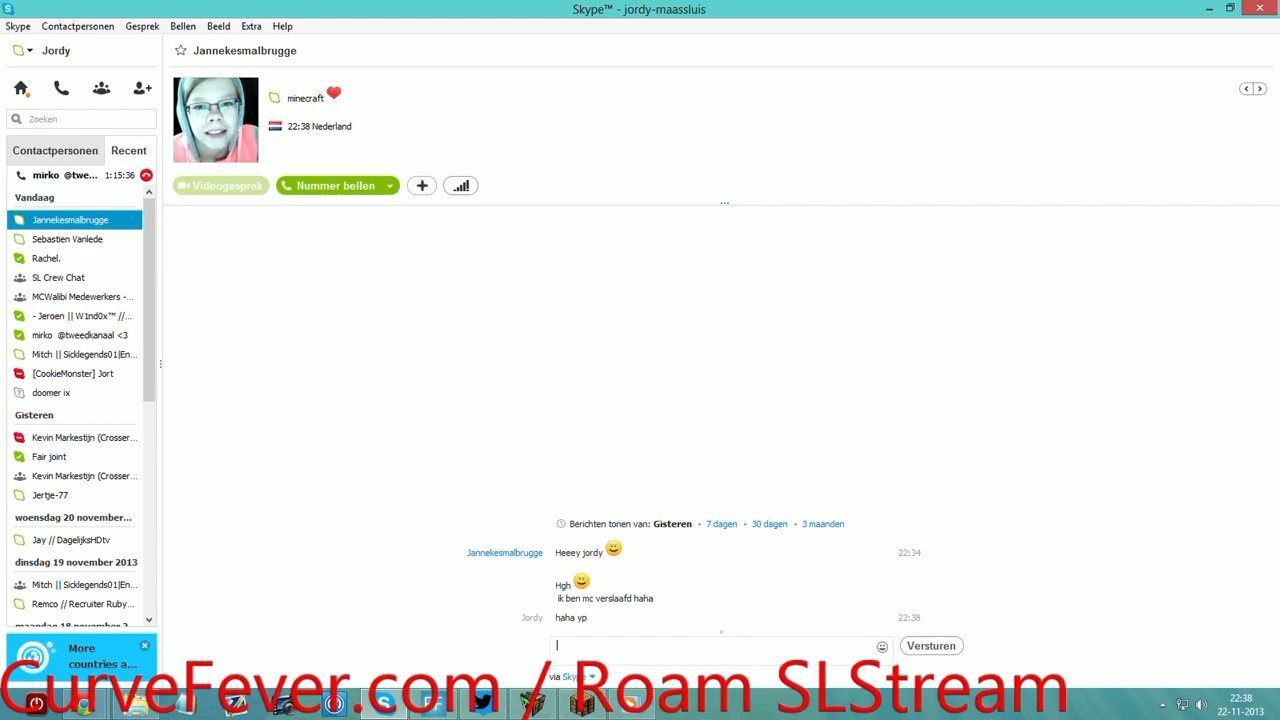 Skype™ - jordy-maassluis
Skype Contactpersonen Gesprek Bellen Beeld Extra Help
Jordy
Jannekesmalbrugge
minecraft
22:38 Nederland
Zoeken
Contactpersonen Recent
Videogesprek Nummer bellen
mirko @twee... 1:15:36
Vandaag
Jannekesmalbrugge
Sebastien Vanlede
Rachel.
SL Crew Chat
MCWalibi Medewerkers -...
- Jeroen || W1nd0x™ //...
mirko @tweedkanaal <3
Mitch || Sicklegends01|En...
[CookieMonster] Jort
doomer ix
Gisteren
Kevin Markestijn (Crosser...
Fair joint
Kevin Markestijn (Crosser...
Jertje-77
woensdag 20 november...
Jay // DagelijksHDtv
dinsdag 19 november 2013
Mitch || Sicklegends01|En...
Remco // Recruiter Ruby...
More
countries a...
Berichten tonen van: Gisteren • 7 dagen • 30 dagen • 3 maanden
Jannekesmalbrugge Heeey jordy 22:34
Hgh
ik ben mc verslaafd haha
Jordy haha yp 22:38
Versturen
via Skype
CurveFever.com / Roam SLStream
22:38
22-11-2013